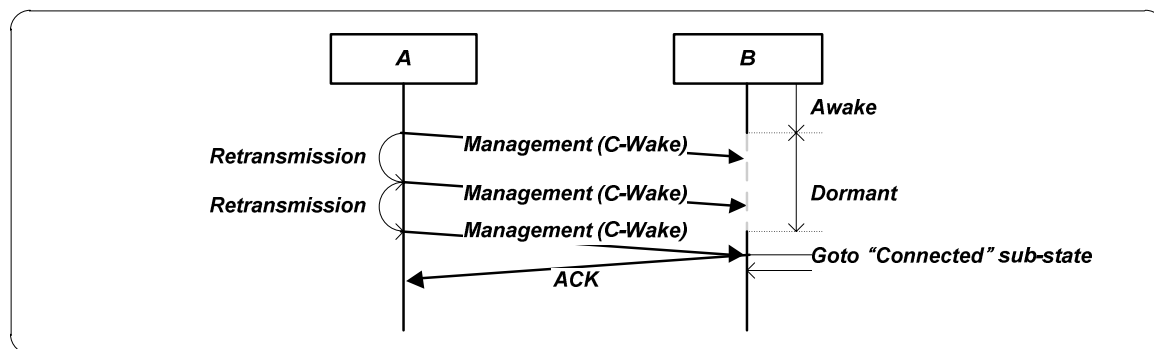 A
B
Awake
Management (C-Wake)
Retransmission
Management (C-Wake)
Dormant
Retransmission
Management (C-Wake)
Goto “Connected” sub-state
ACK